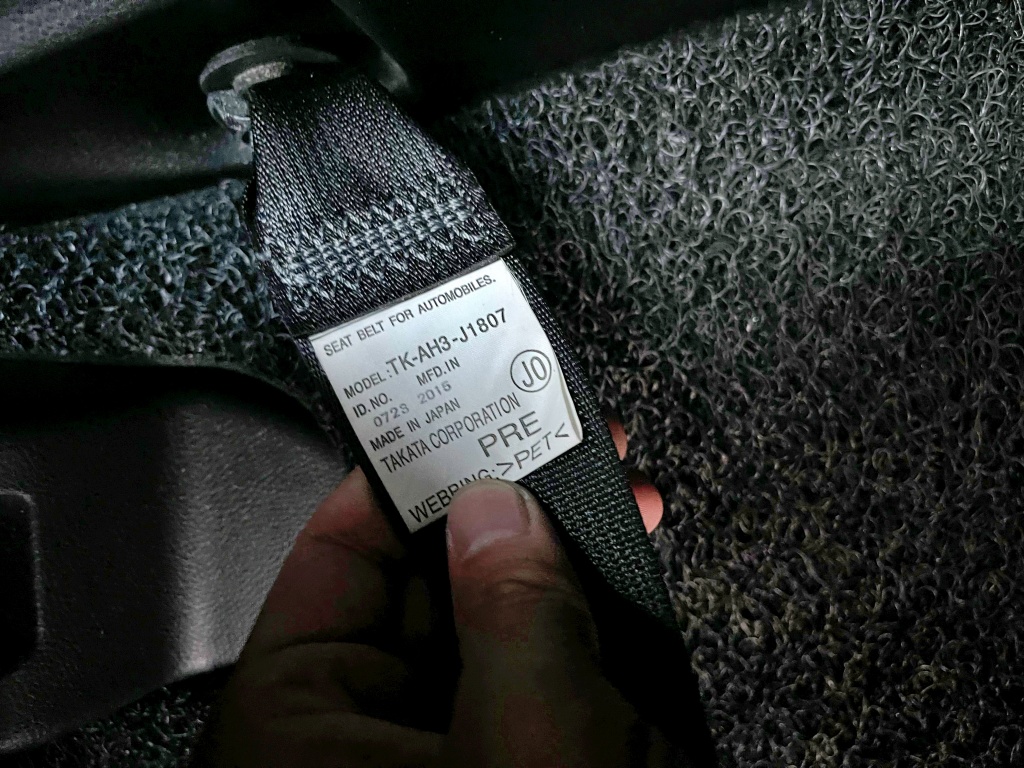 SEAT BELT FOR AUTOMOBILES.
MODEL:TK-AH3-J1807
ID.NO. MFD.IN
0723 2016
MADE IN JAPAN
TAKATA CORPORATION JO
PRE
WEBBING:>PET<